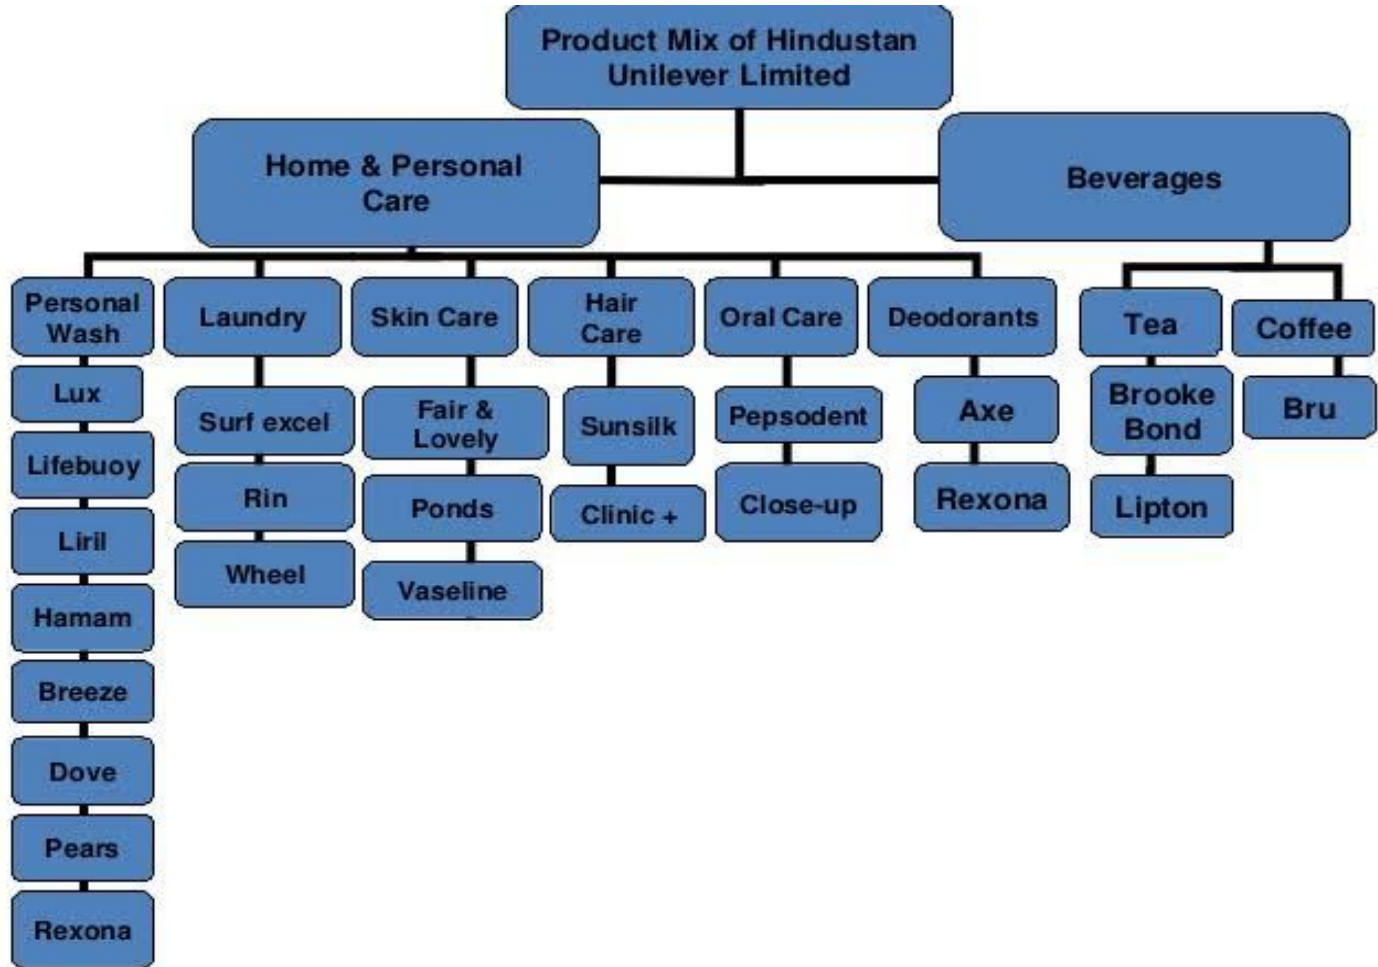 Product Mix of Hindustan
Unilever Limited
Home & Personal
Care
Beverages
Personal
Wash
Laundry
Skin Care
Hair
Care
Oral Care
Deodorants
Tea
Coffee
Lux
Lifebuoy
Liril
Hamam
Breeze
Dove
Pears
Rexona
Surf excel
Rin
Wheel
Fair &
Lovely
Ponds
Vaseline
Sunsilk
Clinic +
Pepsodent
Close-up
Axe
Rexona
Brooke
Bond
Lipton
Bru